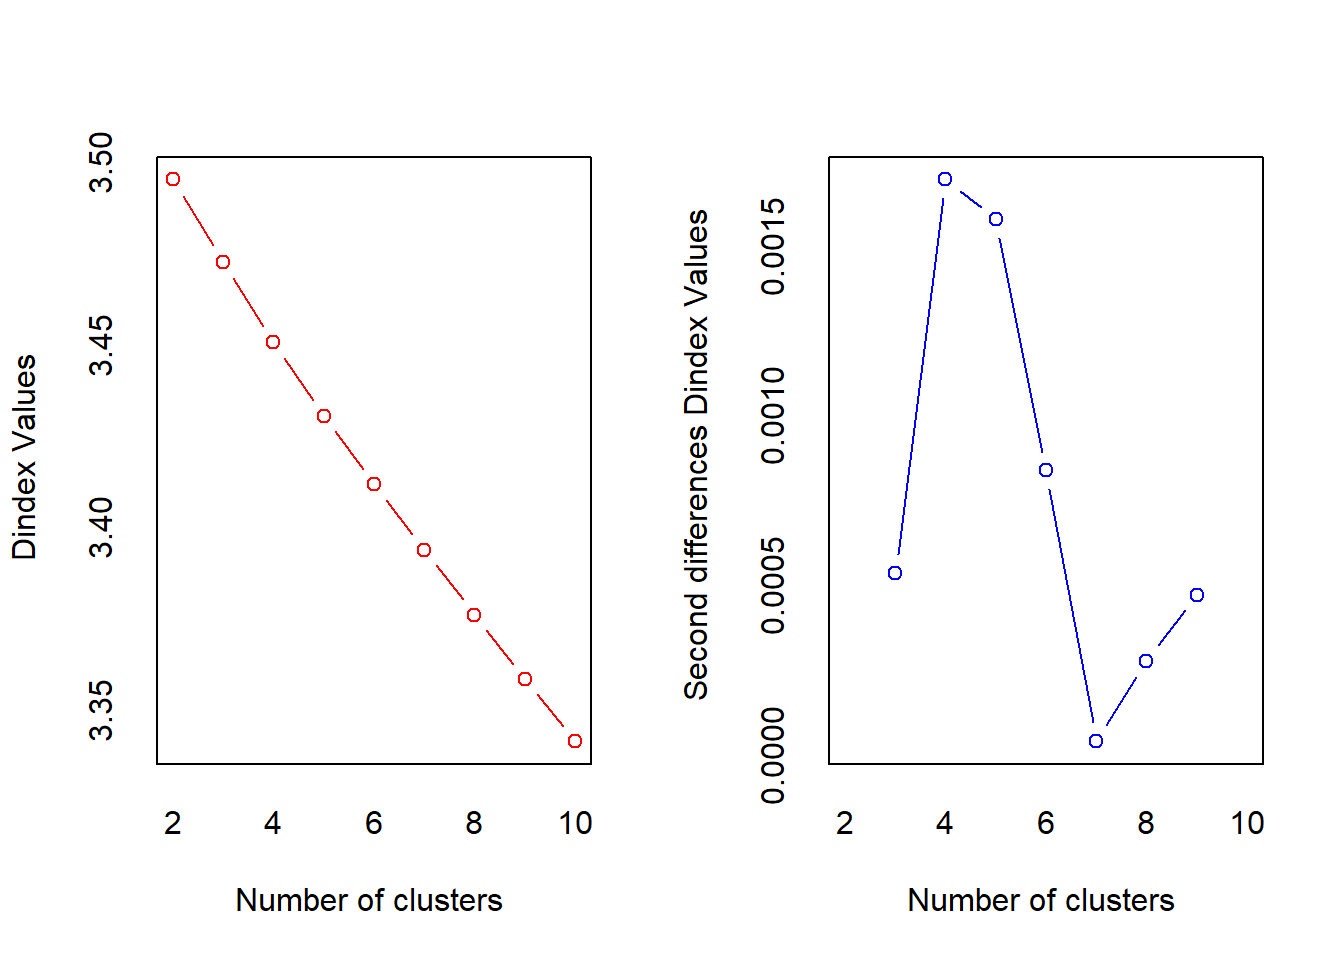 Dindex Values
3.50
3.45
3.40
3.35
2 4 6 8 10
Number of clusters
Second differences Dindex Values
0.0015
0.0010
0.0005
0.0000
2 4 6 8 10
Number of clusters